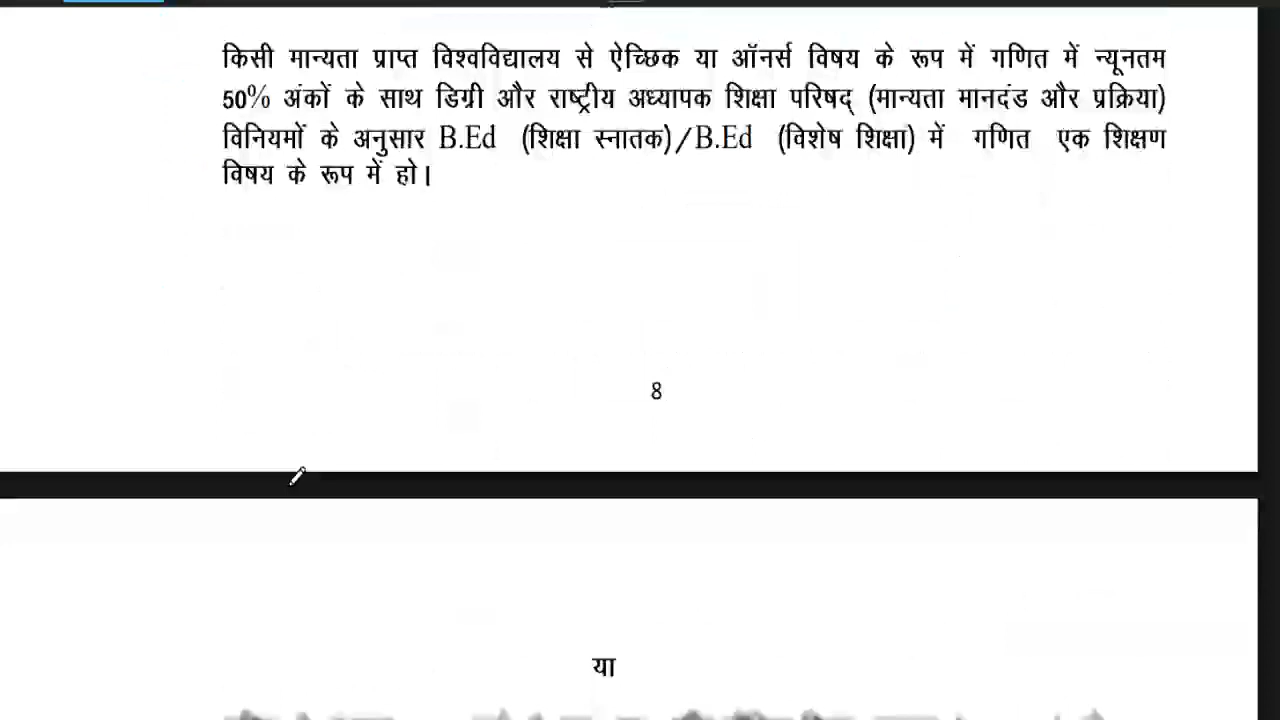 किसी मान्यता प्राप्त विश्वविद्यालय से ऐच्छिक या ऑनर्स विषय के रूप में गणित में न्यूनतम
50% अंकों के साथ डिग्री और राष्ट्रीय अध्यापक शिक्षा परिषद् (मान्यता मानदंड और प्रक्रिया)
विनियमों के अनुसार B.Ed (शिक्षा स्नातक)/B.Ed (विशेष शिक्षा) में गणित एक शिक्षण
विषय के रूप में हो।
8
या